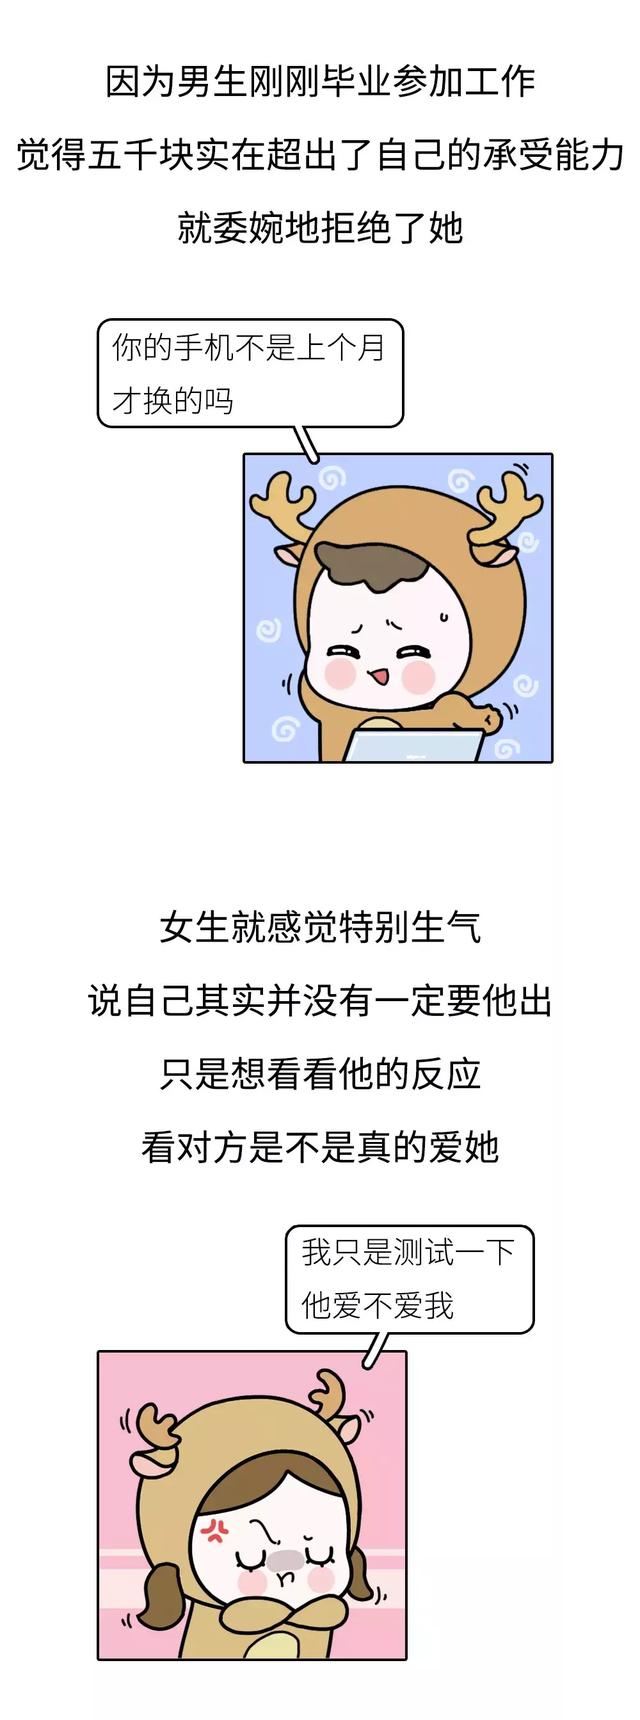 因为男生刚刚毕业参加工作
觉得五千块实在超出了自己的承受能力
就委婉地拒绝了她
你的手机不是上个月
才换的吗
女生就感觉特别生气
说自己其实并没有一定要他出
只是想看看他的反应
看对方是不是真的爱她
我只是测试一下
他爱不爱我